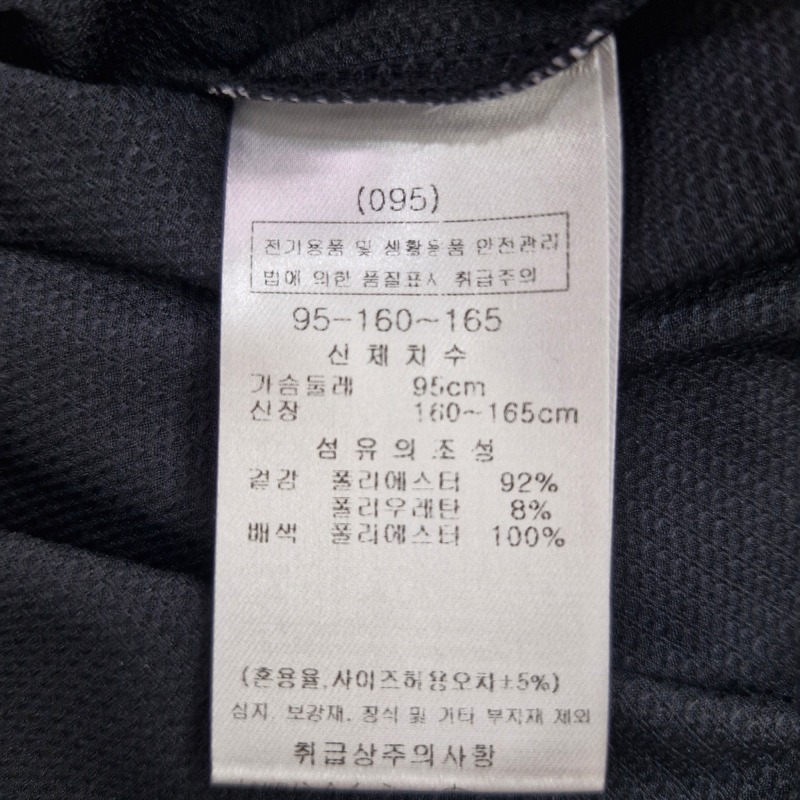 (095)
전기용품 및 생활용품 안전관리
법에 의한 품질표시 취급주의
95-160~165
신 체 치 수
가슴둘레 95cm
신장 160~165cm
섬 유 의 조 성
겉감 폴리에스터 92%
폴리우레탄 8%
배색 폴리에스터 100%
(혼용율,사이즈허용오차±5%)
심지, 보강재, 장식 및 기타 부자재 제외
취급상주의사항